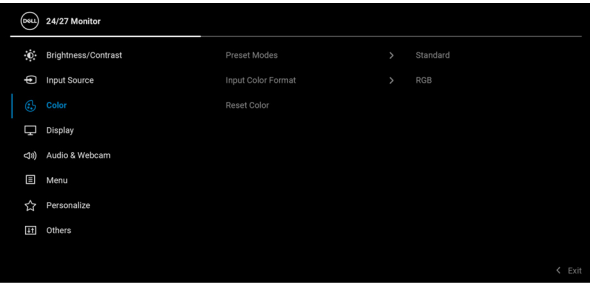 DELL 24/27 Monitor
Brightness/Contrast Preset Modes > Standard
Input Source Input Color Format > RGB
Color Reset Color
Display
Audio & Webcam
Menu
Personalize
Others
< Exit